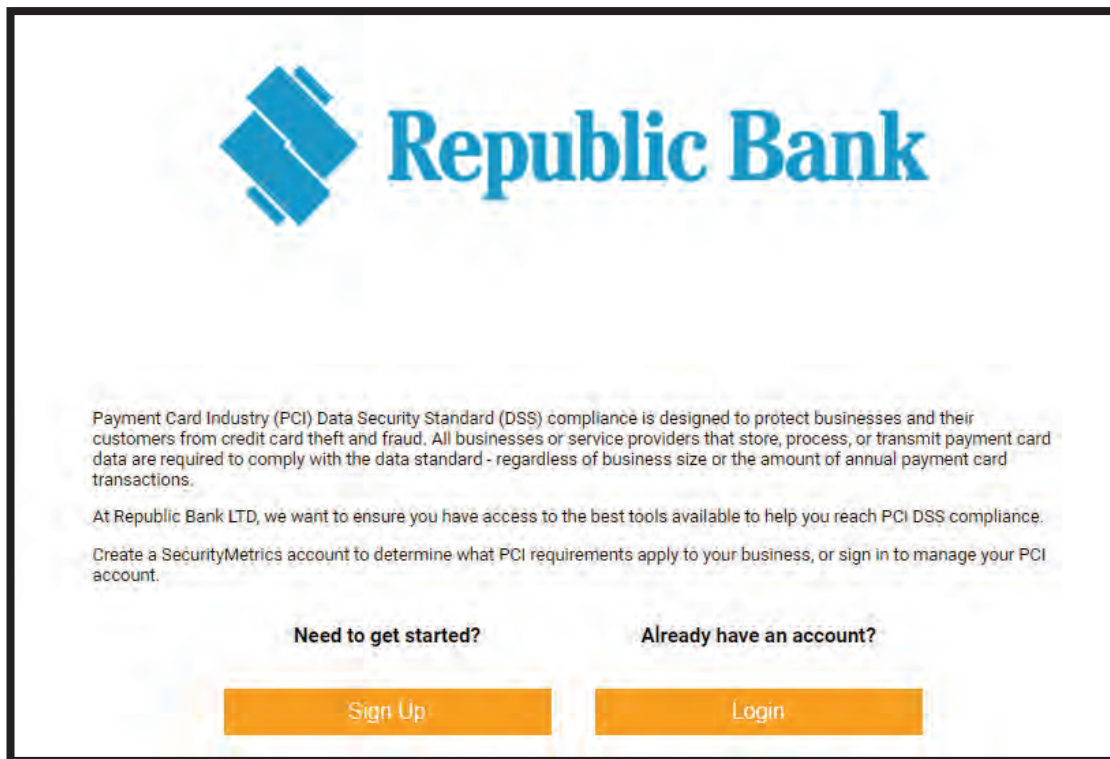 Republic Bank
Payment Card Industry (PCI) Data Security Standard (DSS) compliance is designed to protect businesses and their
customers from credit card theft and fraud. All businesses or service providers that store, process, or transmit payment card
data are required to comply with the data standard - regardless of business size or the amount of annual payment card
transactions.
At Republic Bank LTD, we want to ensure you have access to the best tools available to help you reach PCI DSS compliance.
Create a SecurityMetrics account to determine what PCI requirements apply to your business, or sign in to manage your PCI
account.
Need to get started? Already have an account?
Sign Up Login